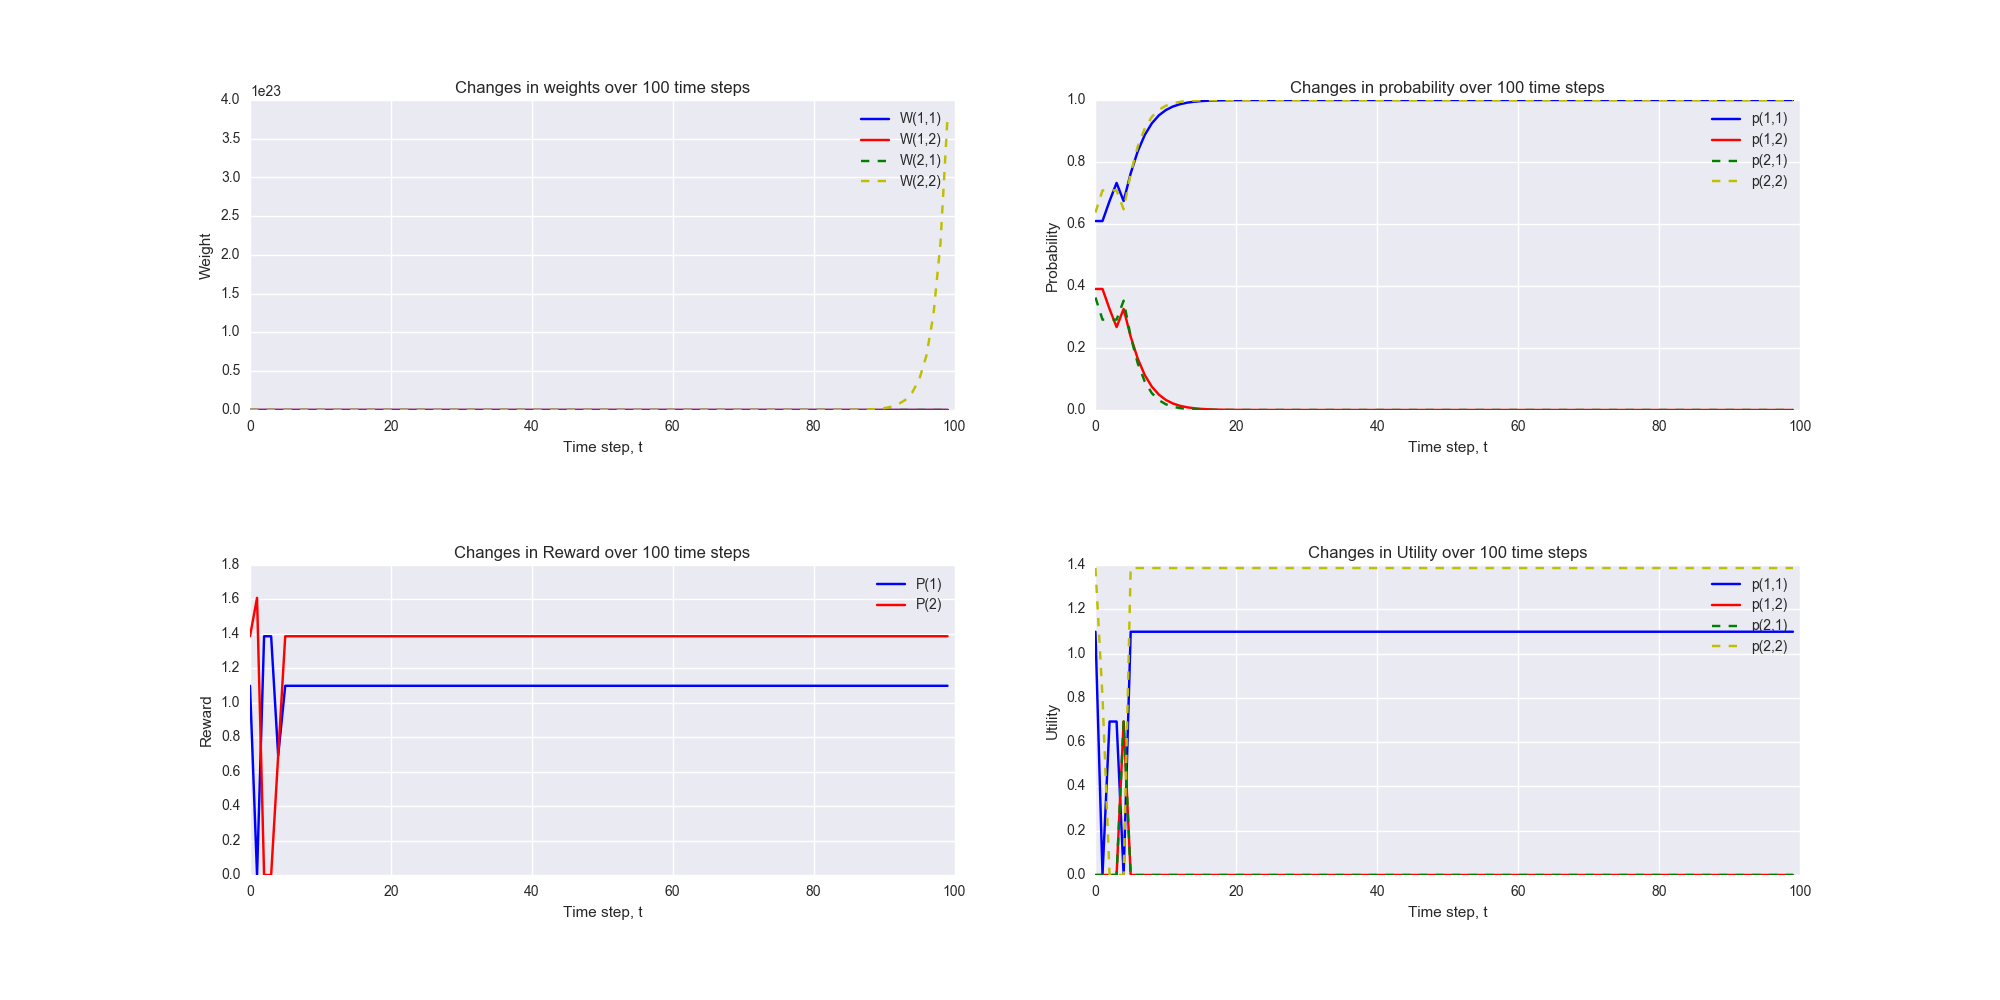 Changes in weights over 100 time steps
1e23
4.0
3.5
3.0
2.5
2.0
1.5
1.0
0.5
0.0
Weight
W(1,1)
W(1,2)
W(2,1)
W(2,2)
0 20 40 60 80 100
Time step, t
Changes in probability over 100 time steps
1.0
0.8
0.6
0.4
0.2
0.0
Probability
p(1,1)
p(1,2)
p(2,1)
p(2,2)
0 20 40 60 80 100
Time step, t
Changes in Reward over 100 time steps
1.8
1.6
1.4
1.2
1.0
0.8
0.6
0.4
0.2
0.0
Reward
P(1)
P(2)
0 20 40 60 80 100
Time step, t
Changes in Utility over 100 time steps
1.4
1.2
1.0
0.8
0.6
0.4
0.2
0.0
Utility
p(1,1)
p(1,2)
p(2,1)
p(2,2)
0 20 40 60 80 100
Time step, t